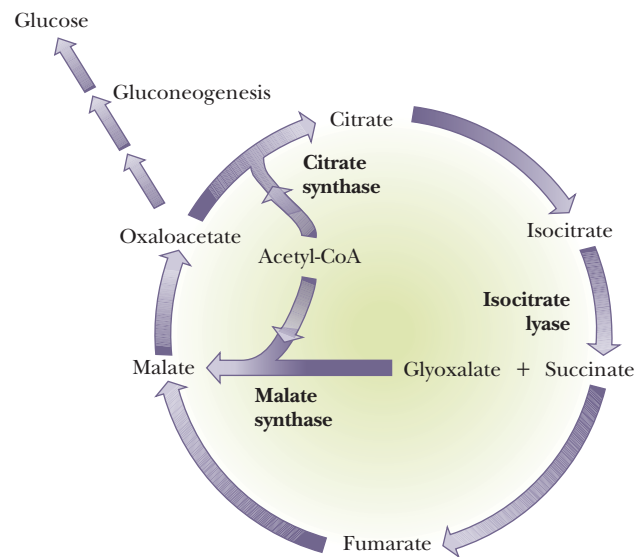 Glucose
Gluconeogenesis
Citrate
Citrate
synthase
Oxaloacetate
Isocitrate
Acetyl-CoA
Isocitrate
lyase
Malate
Glyoxalate + Succinate
Malate
synthase
Fumarate